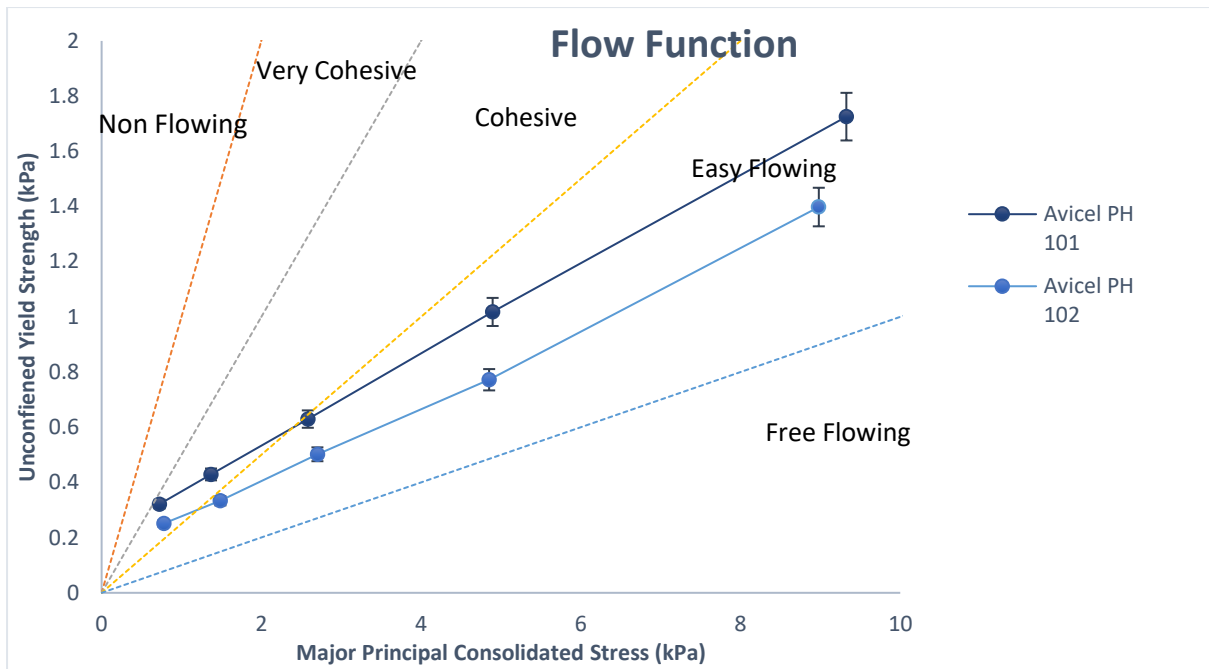 Flow Function
2
1.8
1.6
1.4
1.2
1
0.8
0.6
0.4
0.2
0
Unconfiened Yield Strength (kPa)
Very Cohesive
Non Flowing
Cohesive
Easy Flowing
Free Flowing
0 2 4 6 8 10
Major Principal Consolidated Stress (kPa)
Avicel PH
101
Avicel PH
102